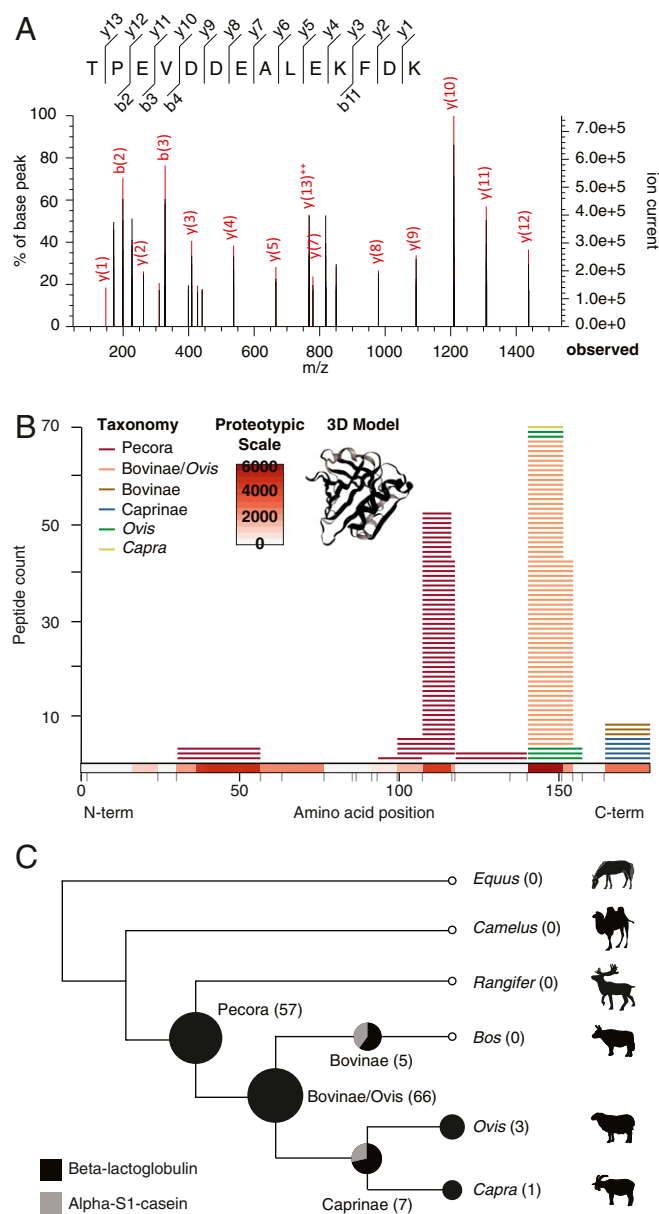 A
y13 y12 y11 y10 y9 y8 y7 y6 y5 y4 y3 y2 y1
T P E V D D E A L E K F D K
b2 b3 b4 b11
% of base peak
100
80
60
40
20
0
y(1)
b(2)
y(2)
b(3)
y(3)
y(4)
y(5)
y(13)++
y(7)
y(8)
y(9)
y(10)
y(11)
y(12)
7.0e+5
6.0e+5
5.0e+5
4.0e+5
3.0e+5
2.0e+5
1.0e+5
0.0e+0
ion current
200 400 600 800 1000 1200 1400 observed
m/z
B
Taxonomy
Pecora
Bovinae/Ovis
Bovinae
Caprinae
Ovis
Capra
Proteotypic
Scale
6000
4000
2000
0
3D Model
Peptide count
70
50
30
10
0 50 100 150
N-term Amino acid position C-term
C
Equus (0)
Camelus (0)
Rangifer (0)
Pecora (57)
Bos (0)
Bovinae (5)
Bovinae/Ovis (66)
Ovis (3)
Beta-lactoglobulin
Capra (1)
Alpha-S1-casein
Caprinae (7)